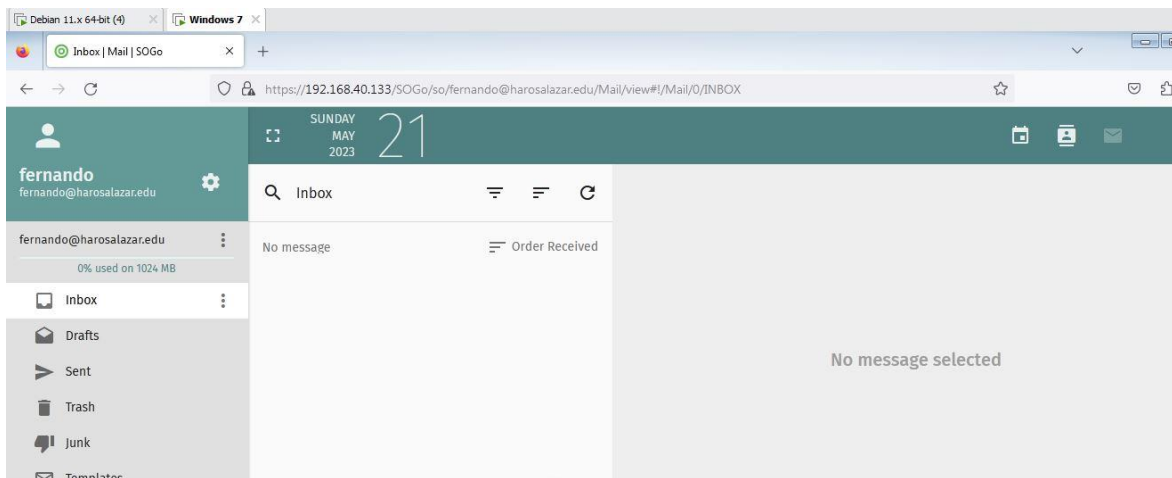 Debian 11.x 64-bit (4)
Windows 7
Inbox | Mail | SOGo
https://192.168.40.133/SOGo/so/fernando@harosalazar.edu/Mail/view#!/Mail/0/INBOX
SUNDAY
MAY
2023
21
fernando
fernando@harosalazar.edu
Inbox
fernando@harosalazar.edu
0% used on 1024 MB
No message
Order Received
Inbox
Drafts
Sent
Trash
Junk
Templates
No message selected